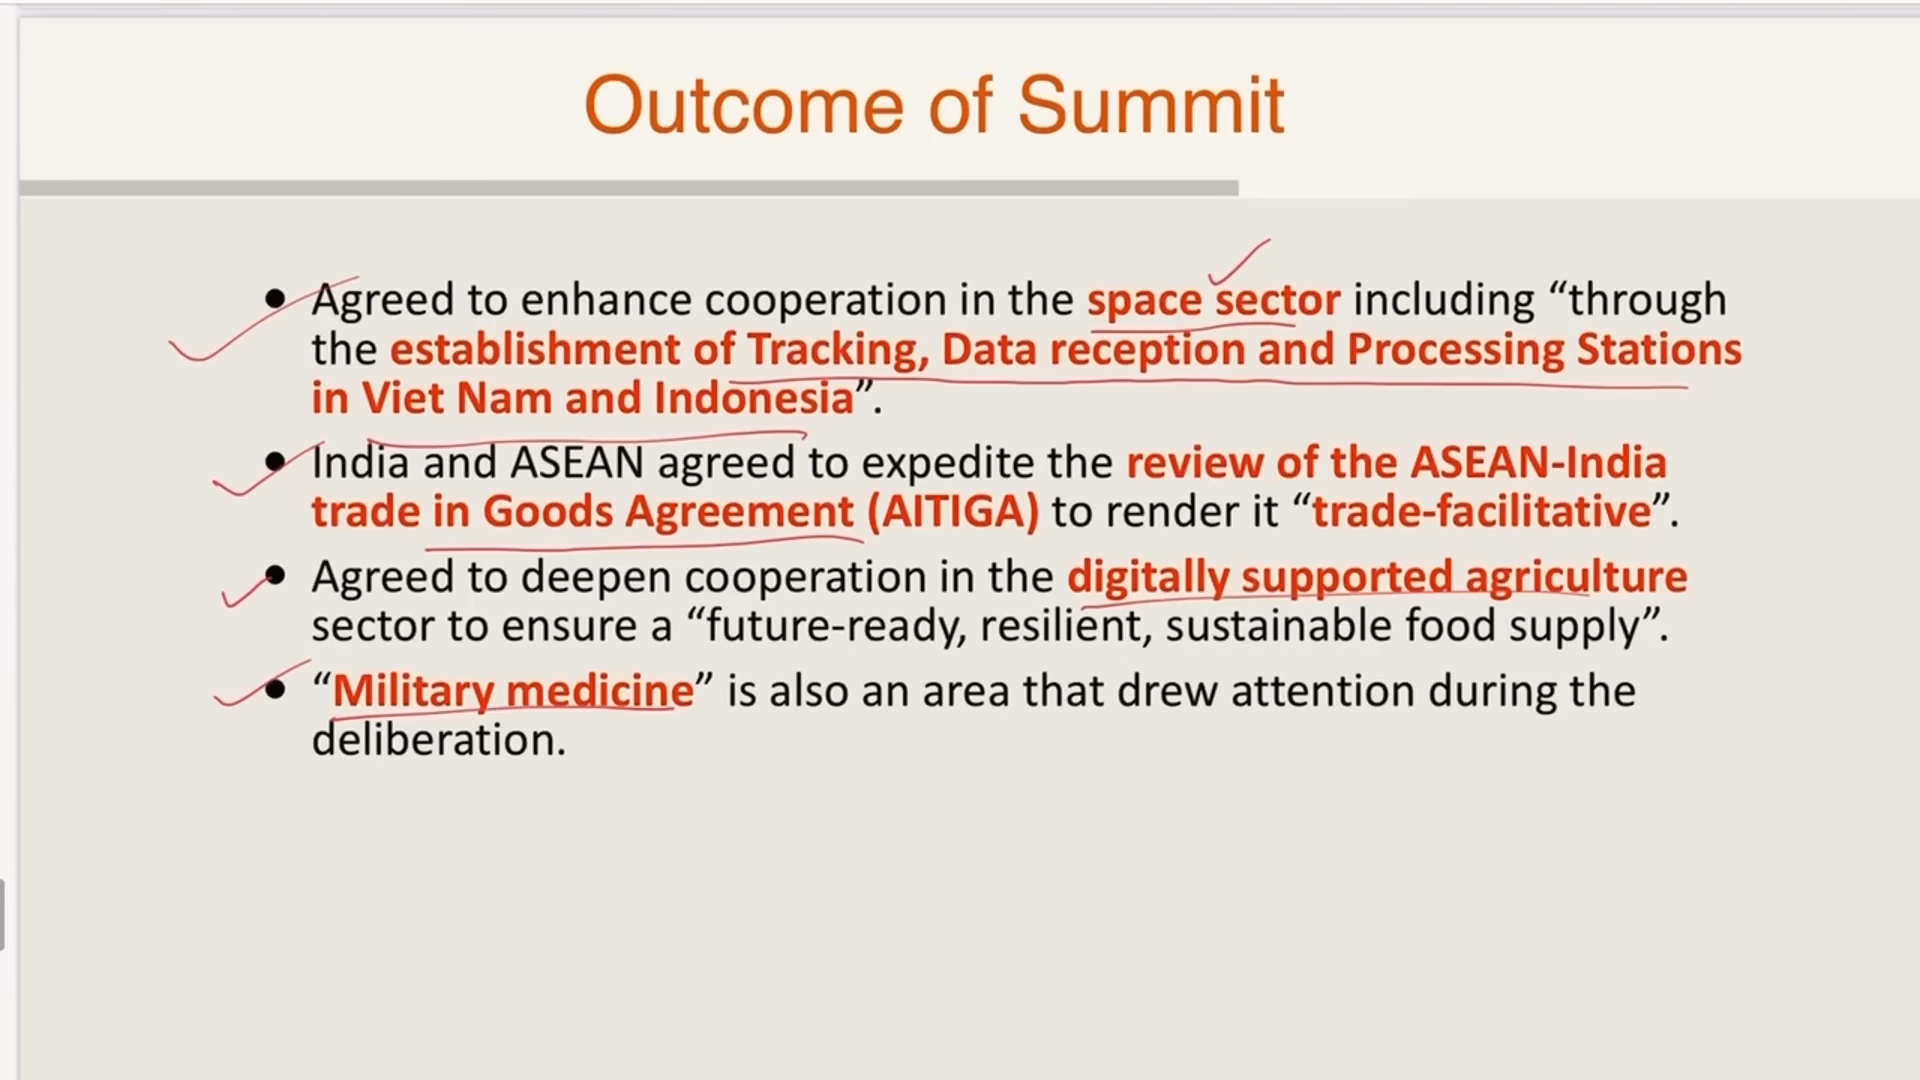 Outcome of Summit
• Agreed to enhance cooperation in the space sector including “through
the establishment of Tracking, Data reception and Processing Stations
in Viet Nam and Indonesia”.
• India and ASEAN agreed to expedite the review of the ASEAN-India
trade in Goods Agreement (AITIGA) to render it “trade-facilitative”.
• Agreed to deepen cooperation in the digitally supported agriculture
sector to ensure a “future-ready, resilient, sustainable food supply”.
• “Military medicine” is also an area that drew attention during the
deliberation.